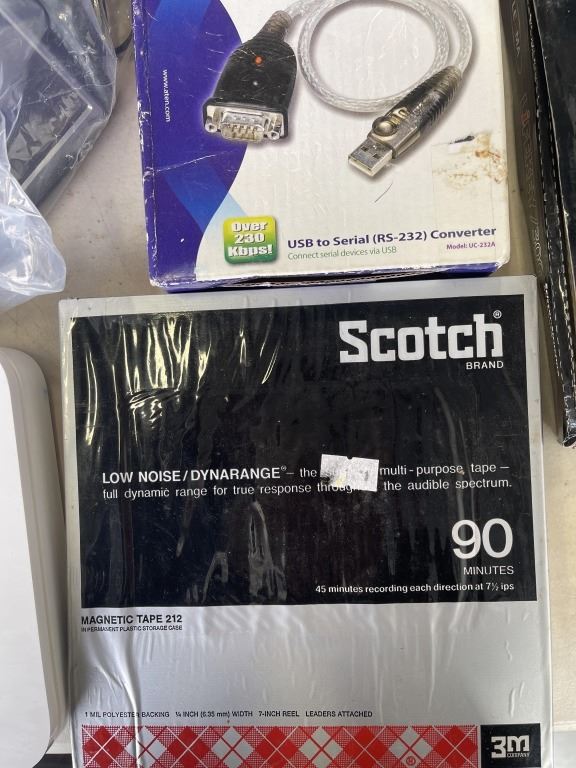 www.aten.com
Over
230
Kbps!
USB to Serial (RS-232) Converter
Model: UC-232A
Connect serial devices via USB
Scotch®
BRAND
LOW NOISE/DYNARANGE® — the multi-purpose tape —
full dynamic range for true response the audible spectrum.
90
MINUTES
45 minutes recording each direction at 7½ ips
MAGNETIC TAPE 212
IN PERMANENT PLASTIC STORAGE CASE
1 MIL POLYESTER BACKING ¼ INCH (6.35 mm) WIDTH 7-INCH REEL LEADERS ATTACHED
3M
COMPANY